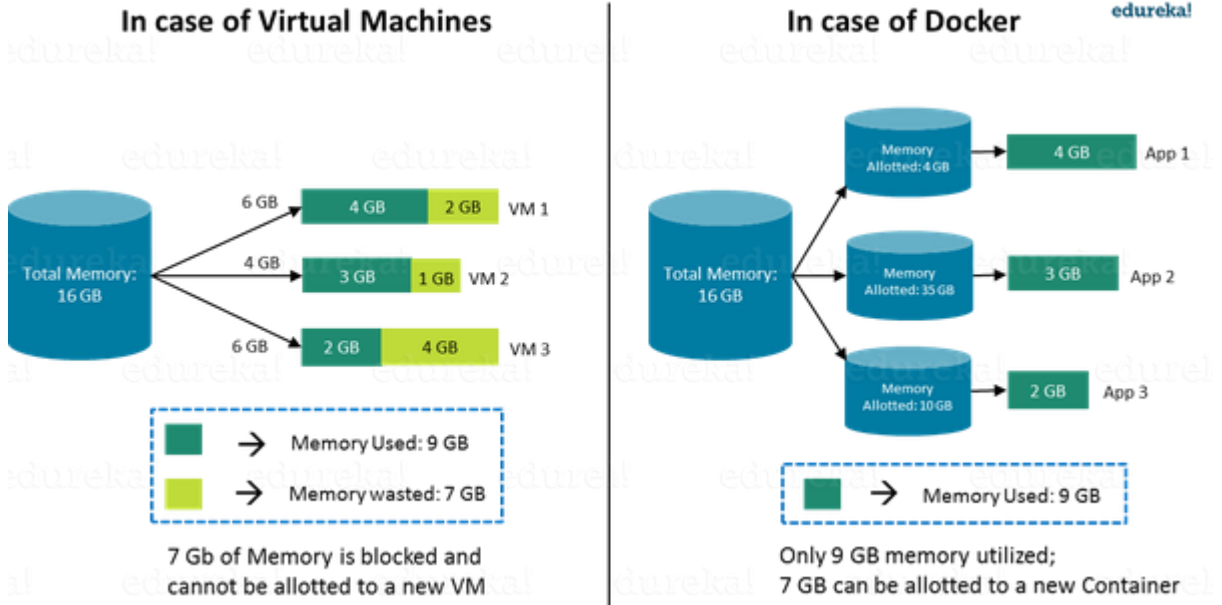 In case of Virtual Machines
Total Memory:
16 GB
6 GB
4 GB
2 GB
VM 1
4 GB
3 GB
1 GB
VM 2
6 GB
2 GB
4 GB
VM 3
→ Memory Used: 9 GB
→ Memory wasted: 7 GB
7 Gb of Memory is blocked and
cannot be allotted to a new VM
In case of Docker
edureka!
Total Memory:
16 GB
Memory
Allotted: 4 GB
4 GB
App 1
Memory
Allotted: 35 GB
3 GB
App 2
Memory
Allotted: 10 GB
2 GB
App 3
→ Memory Used: 9 GB
Only 9 GB memory utilized;
7 GB can be allotted to a new Container